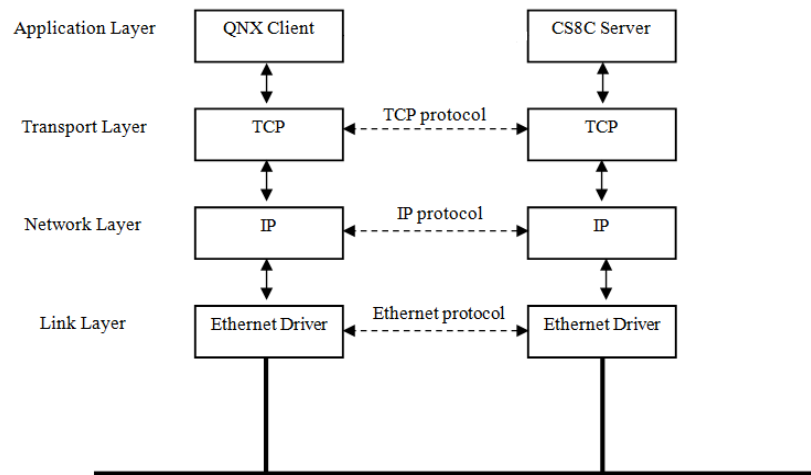 Application Layer
QNX Client
CS8C Server
Transport Layer
TCP
TCP protocol
TCP
Network Layer
IP
IP protocol
IP
Link Layer
Ethernet Driver
Ethernet protocol
Ethernet Driver